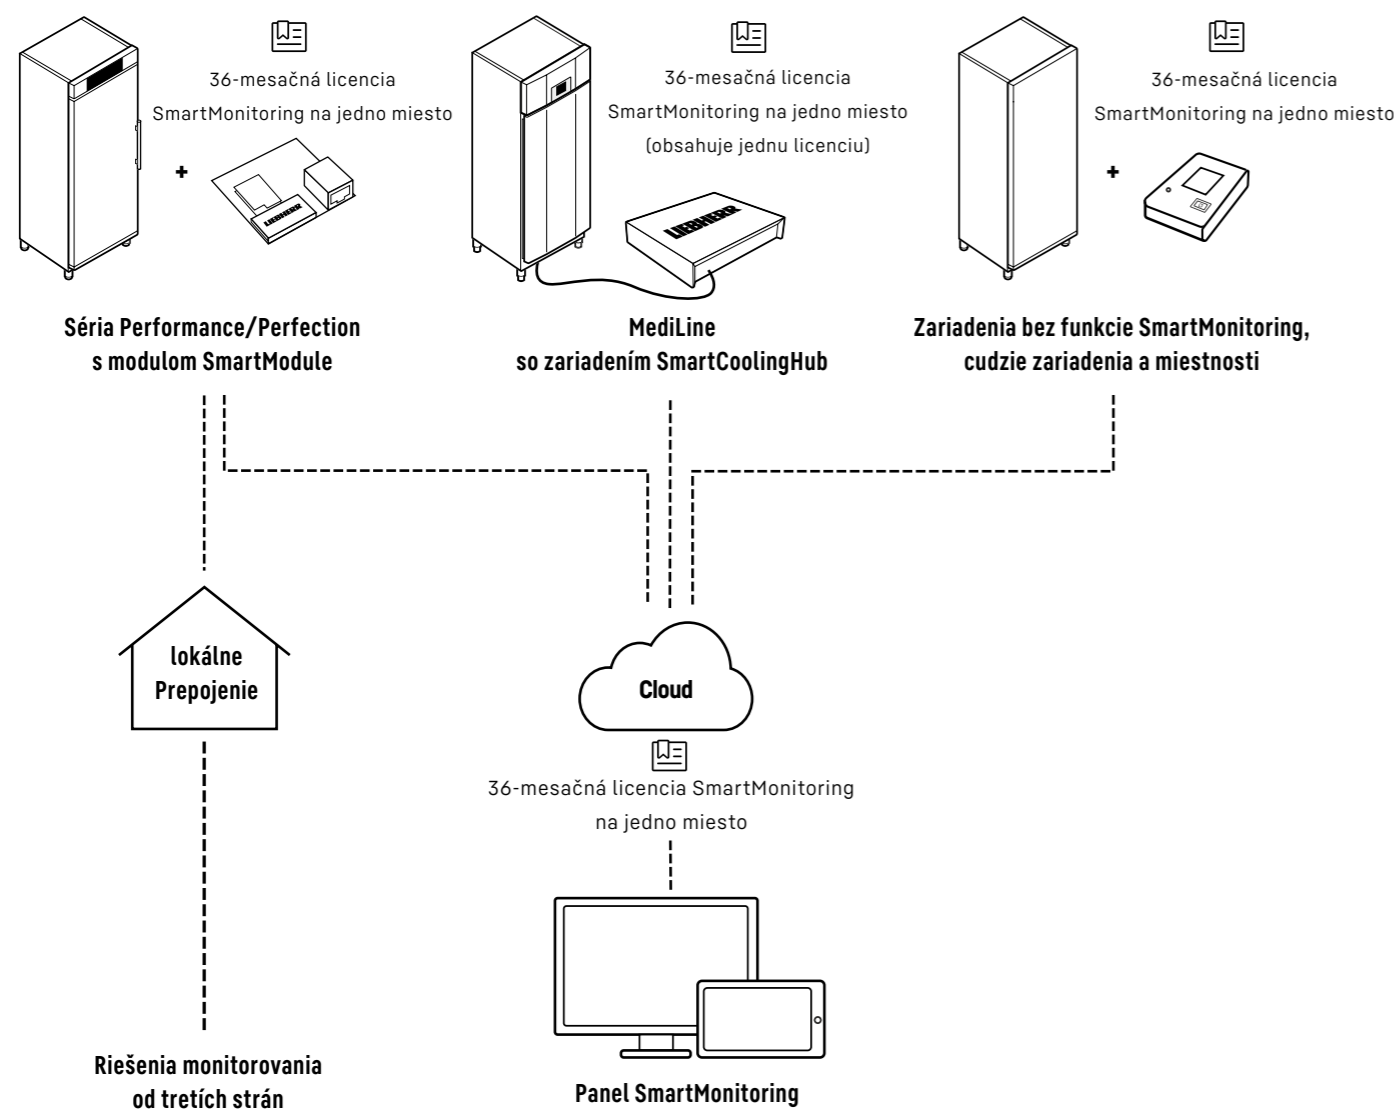 36-mesačná licencia
SmartMonitoring na jedno miesto
+
LIEBHERR
Séria Performance/Perfection
s modulom SmartModule
36-mesačná licencia
SmartMonitoring na jedno miesto
(obsahuje jednu licenciu)
LIEBHERR
MediLine
so zariadením SmartCoolingHub
36-mesačná licencia
SmartMonitoring na jedno miesto
+
Zariadenia bez funkcie SmartMonitoring,
cudzie zariadenia a miestnosti
lokálne
Prepojenie
Cloud
36-mesačná licencia SmartMonitoring
na jedno miesto
Riešenia monitorovania
od tretích strán
Panel SmartMonitoring